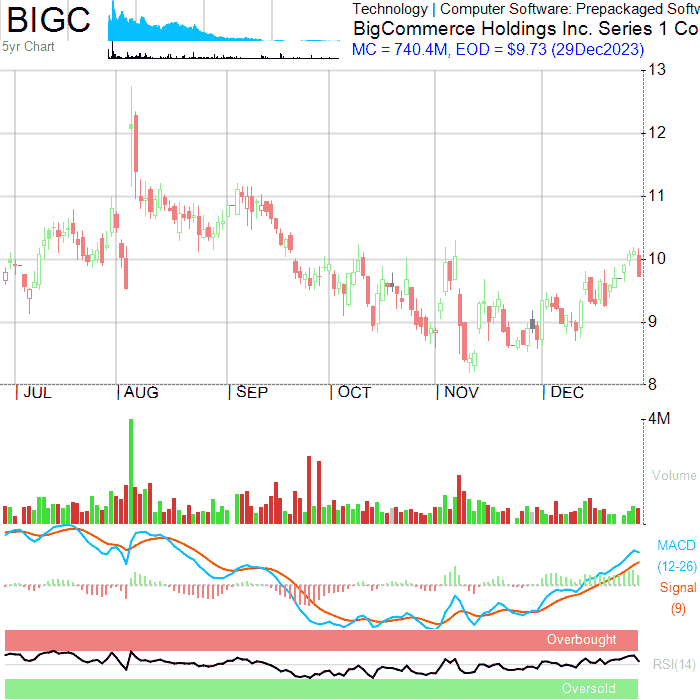 BIGC
5yr Chart
Technology | Computer Software: Prepackaged Softw
BigCommerce Holdings Inc. Series 1 Co
MC = 740.4M, EOD = $9.73 (29Dec2023)
13
12
11
10
9
8
JUL AUG SEP OCT NOV DEC
4M
Volume
MACD
(12-26)
Signal
(9)
Overbought
RSI(14)
Oversold